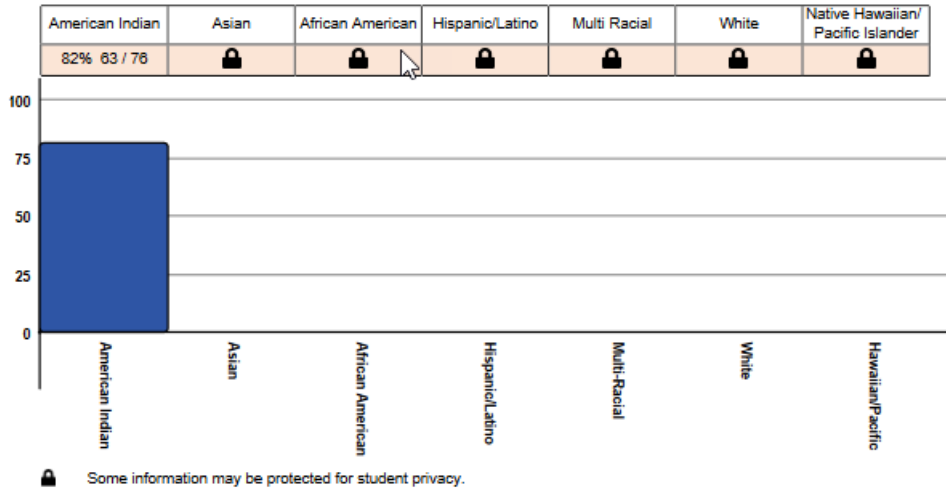 American Indian
Asian
African American
Hispanic/Latino
Multi Racial
White
Native Hawaiian/
Pacific Islander
82% 63 / 76
100
75
50
25
0
American Indian
Asian
African American
Hispanic/Latino
Multi-Racial
White
Hawaiian/Pacific
Some information may be protected for student privacy.